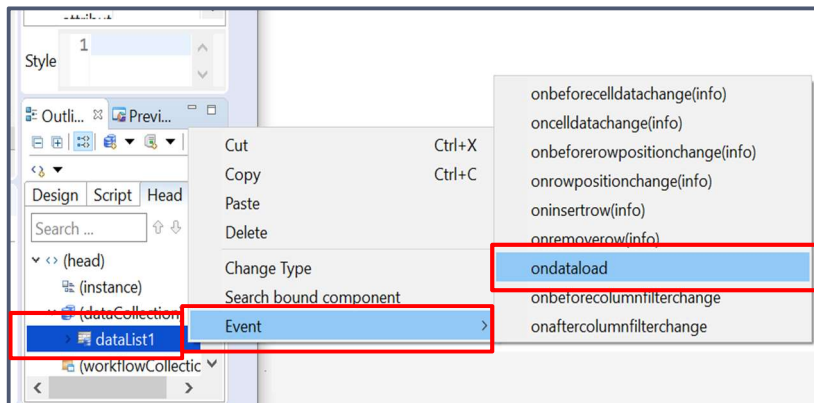 1
Style
Outli... Previ...
Design Script Head
Search ...
(head)
(instance)
(dataCollection
dataList1
(workflowCollectic
Cut Ctrl+X
Copy Ctrl+C
Paste
Delete
Change Type
Search bound component
Event
onbeforecelldatachange(info)
oncelldatachange(info)
onbeforerowpositionchange(info)
onrowpositionchange(info)
oninsertrow(info)
onremoverow(info)
ondataload
onbeforecolumnfilterchange
onaftercolumnfilterchange